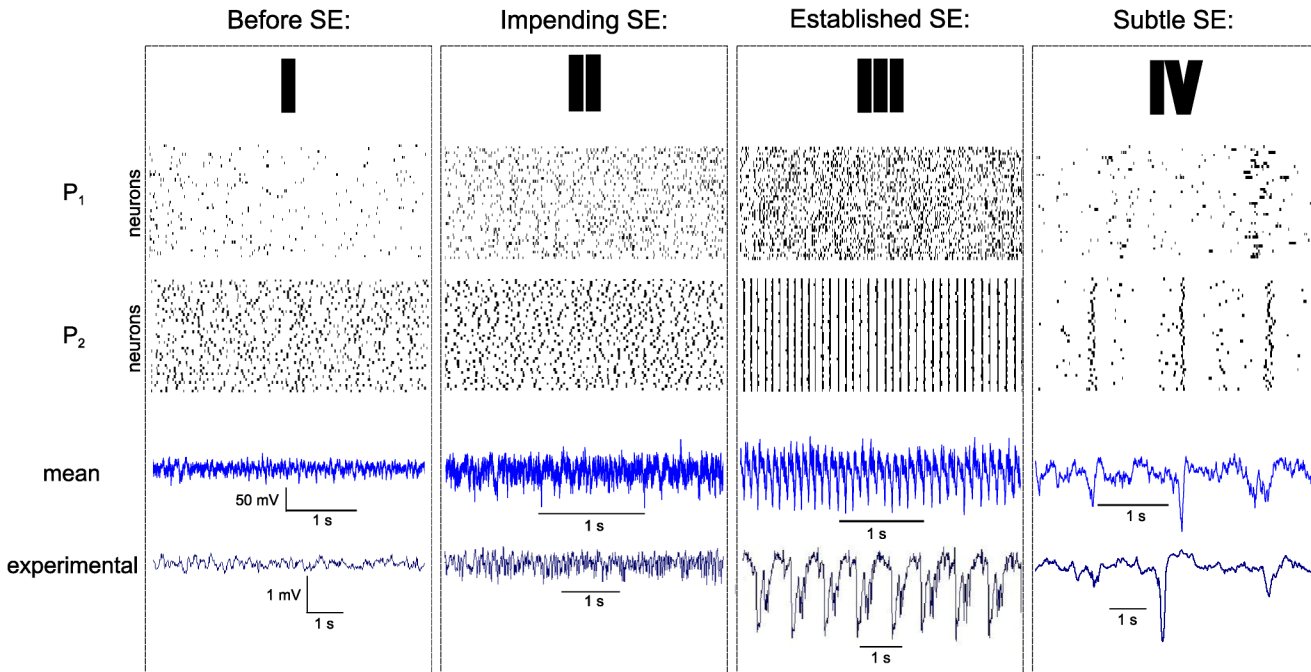 Before SE: Impending SE: Established SE: Subtle SE:
I II III IV
P1 neurons
P2 neurons
mean
50 mV
1 s 1 s 1 s 1 s
experimental
1 mV
1 s 1 s 1 s 1 s